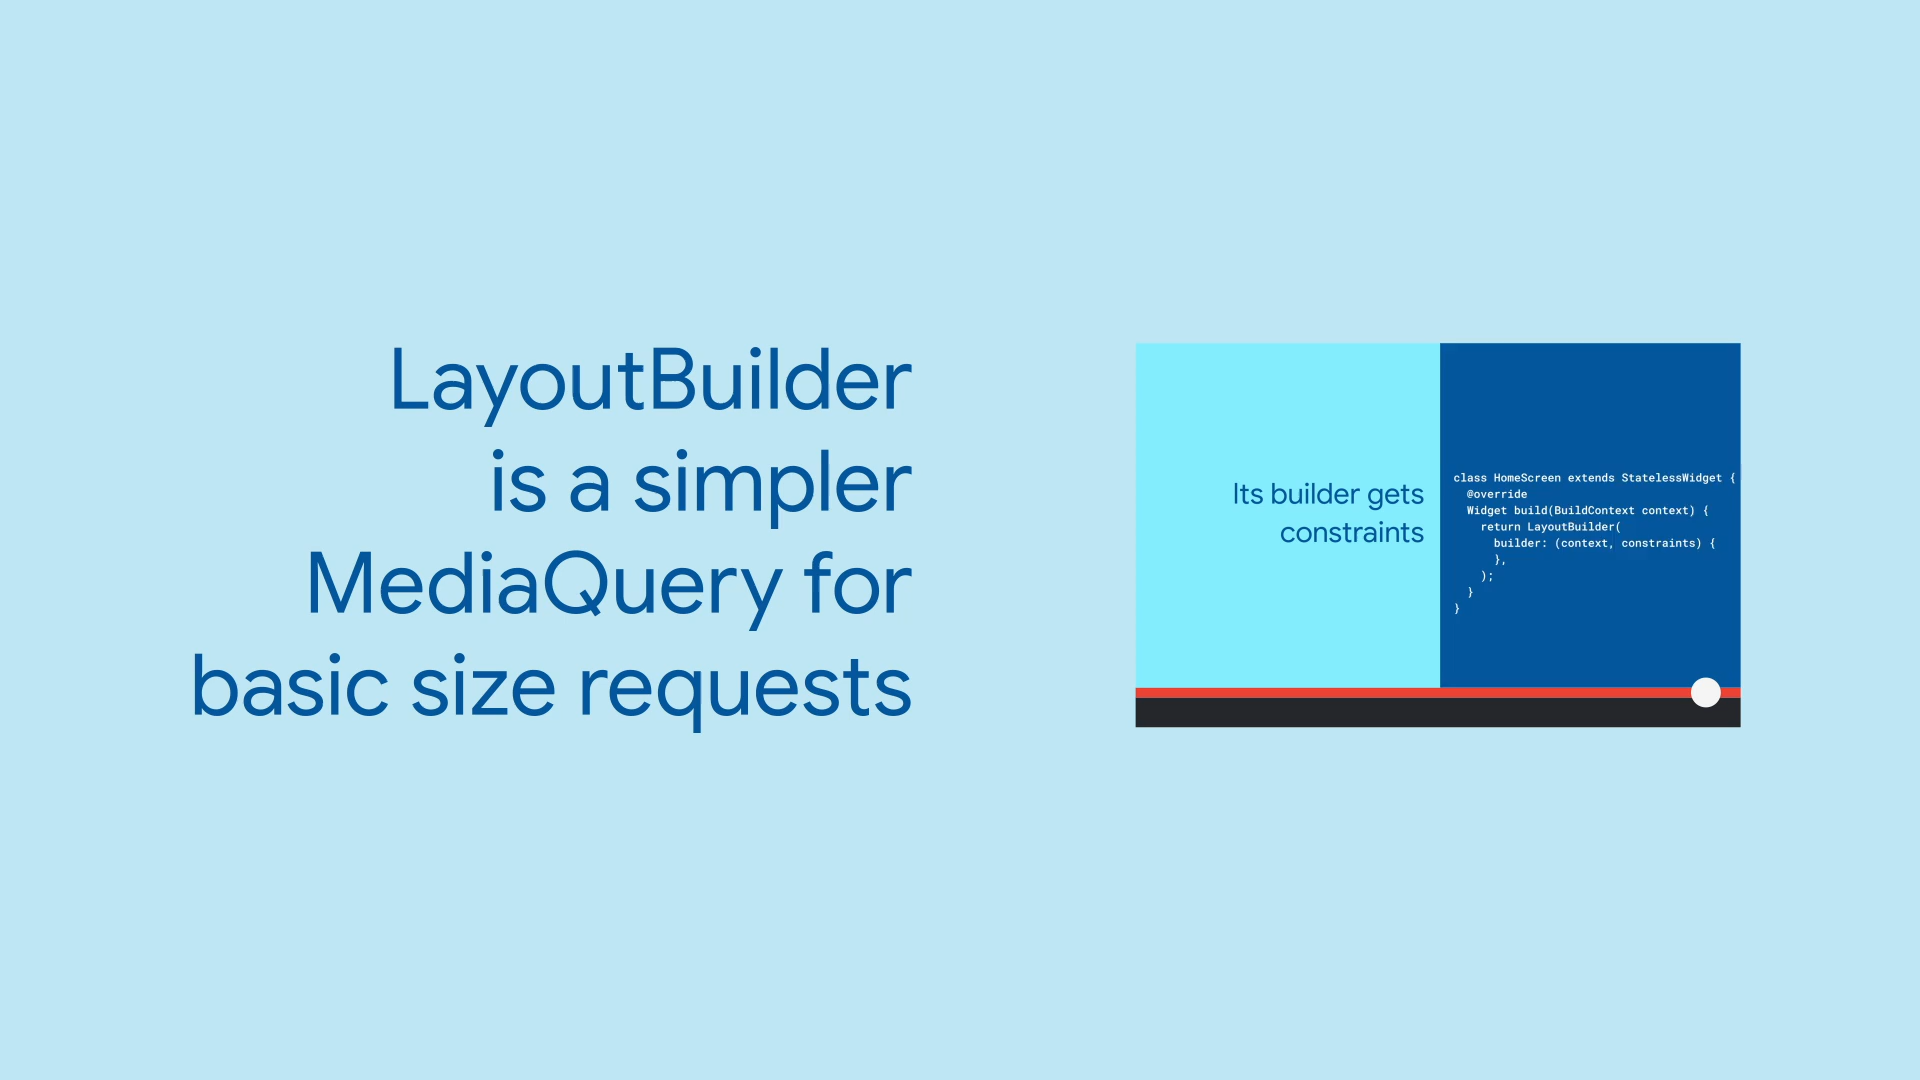 LayoutBuilder
is a simpler
MediaQuery for
basic size requests
Its builder gets
constraints
class HomeScreen extends StatelessWidget {
  @override
  Widget build(BuildContext context) {
    return LayoutBuilder(
      builder: (context, constraints) {
      },
    );
  }
}